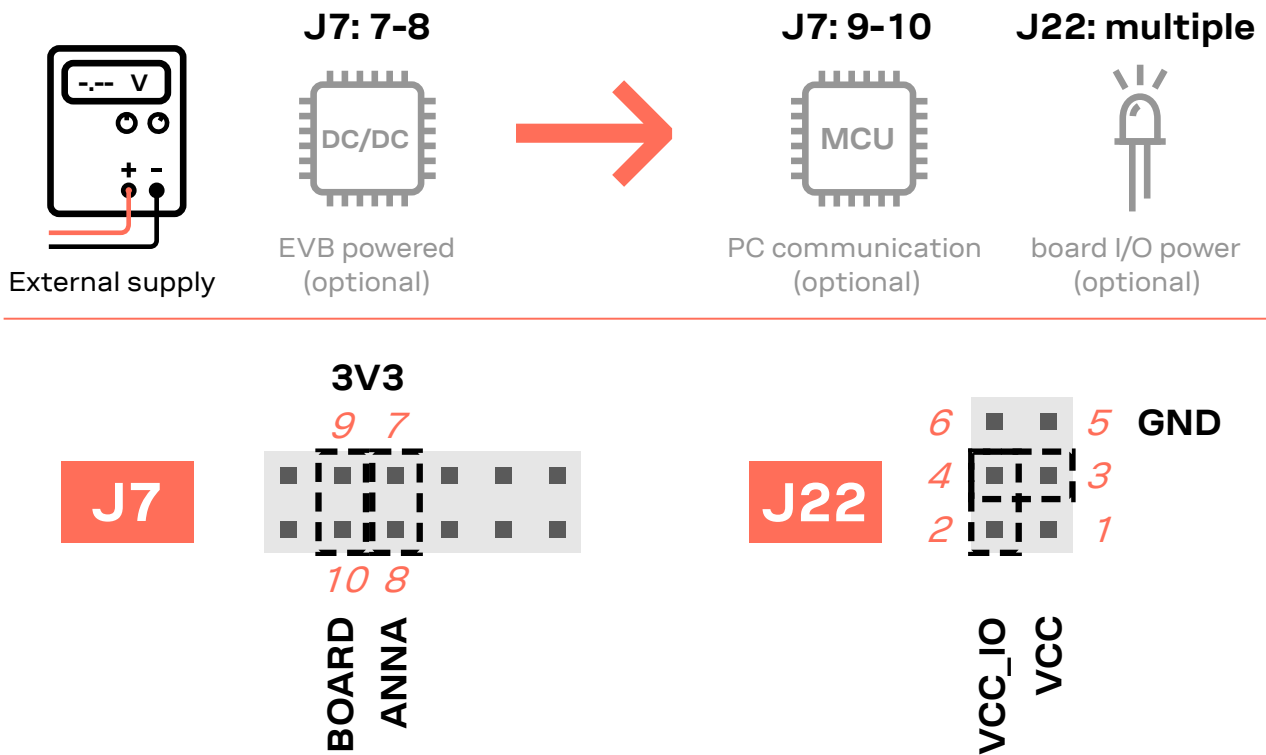 J7: 7-8
J7: 9-10
J22: multiple
-.-- V
DC/DC
MCU
+ -
EVB powered
(optional)
PC communication
(optional)
board I/O power
(optional)
External supply
3V3
9 7
J7
10 8
BOARD
ANNA
6 5 GND
4 3
J22
2 1
VCC_IO
VCC